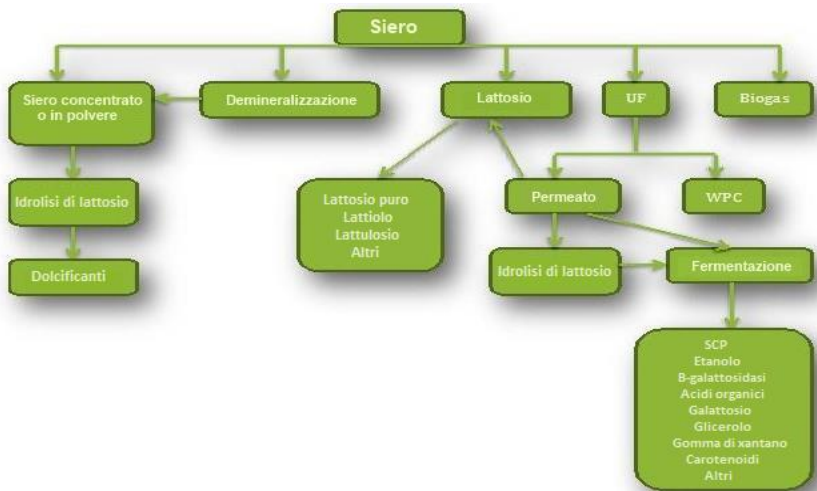 Siero
Siero concentrato
o in polvere
Demineralizzazione
Lattosio
UF
Biogas
Idrolisi di lattosio
Lattosio puro
Lattiolo
Lattulosio
Altri
Permeato
WPC
Dolcificanti
Idrolisi di lattosio
Fermentazione
SCP
Etanolo
B-galattosidasi
Acidi organici
Galattosio
Glicerolo
Gomma di xantano
Carotenoidi
Altri